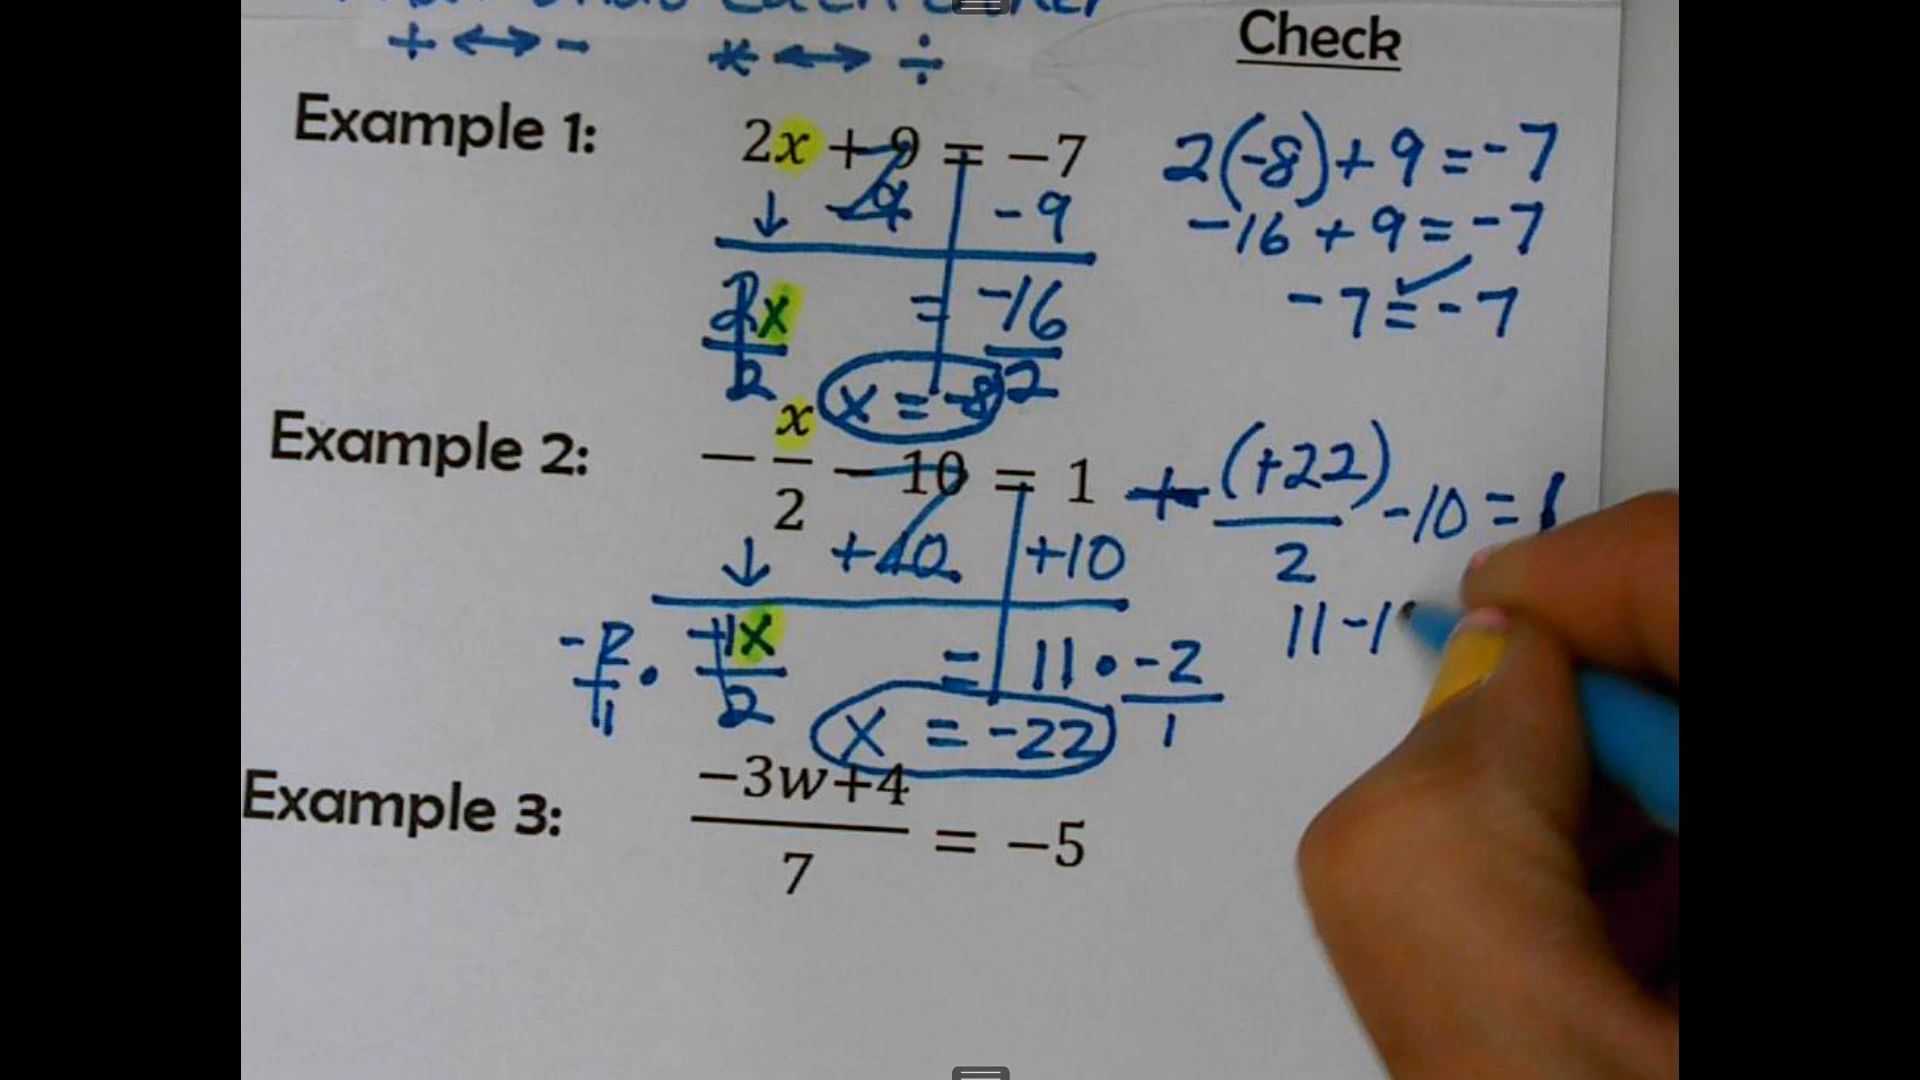 Each other
+ ↔ - * ↔ ÷
Check
Example 1: 2x + 9 = −7
↓ -9 -9
2x = -16
2 2
x = -8
2(-8)+9=-7
-16+9=-7
-7=-7 ✓
Example 2: −x/2 − 10 = 1
↓ +10 +10
-2/1 • -1x/2 = 11 • -2/1
x = -22
+ (+22)/2 -10 = 1
11-1
Example 3: (−3w+4)/7 = −5